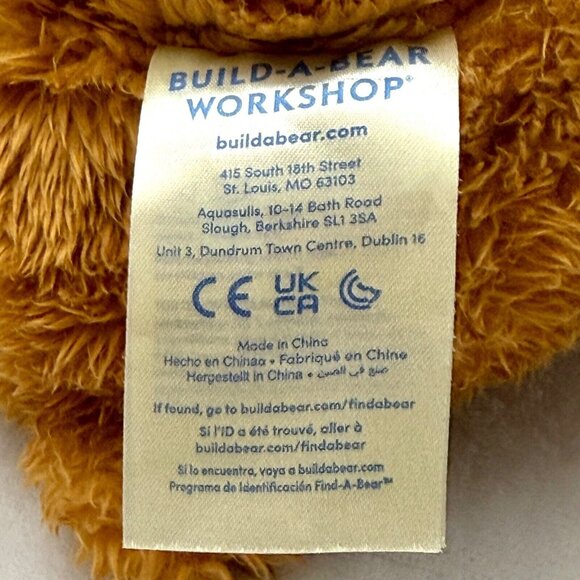 BUILD-A-BEAR
WORKSHOP®
buildabear.com
415 South 18th Street
St. Louis, MO 63103
Aquasulis, 10-14 Bath Road
Slough, Berkshire SL1 3SA
Unit 3, Dundrum Town Centre, Dublin 16
CE UK CA
Made in China
Hecho en Chinaa • Fabriqué en Chine
Hergestellt in China • صنع في الصين
If found, go to buildabear.com/findabear
Si l'ID a été trouvé, aller à
buildabear.com/findabear
Si lo encuentra, vaya a buildabear.com
Programa de Identificación Find-A-Bear™